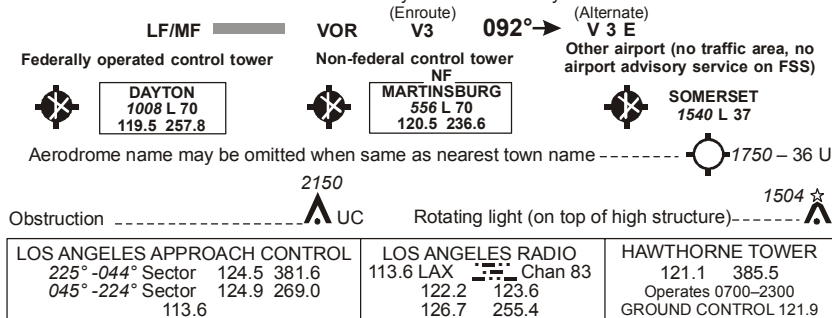 (Enroute) (Alternate)
LF/MF VOR V3 092° V 3 E
Federally operated control tower
Non-federal control tower
Other airport (no traffic area, no
airport advisory service on FSS)
DAYTON
1008 L 70
119.5 257.8
NF
MARTINSBURG
556 L 70
120.5 236.6
SOMERSET
1540 L 37
Aerodrome name may be omitted when same as nearest town name 1750 – 36 U
2150
Obstruction UC
1504
Rotating light (on top of high structure)
LOS ANGELES APPROACH CONTROL
225° -044° Sector 124.5 381.6
045° -224° Sector 124.9 269.0
113.6
LOS ANGELES RADIO
113.6 LAX Chan 83
122.2 123.6
126.7 255.4
HAWTHORNE TOWER
121.1 385.5
Operates 0700–2300
GROUND CONTROL 121.9